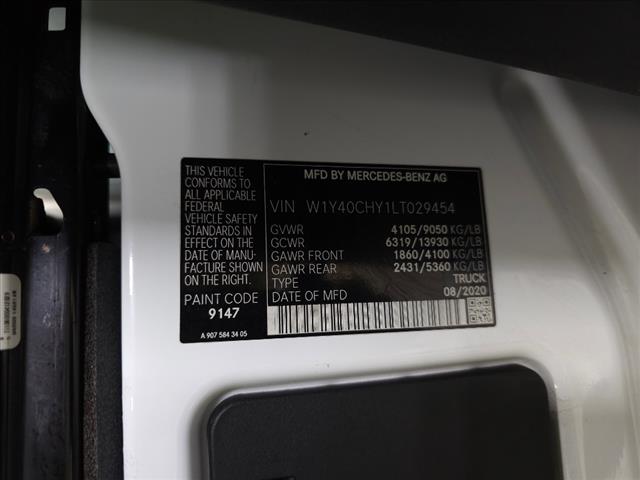 THIS VEHICLE
CONFORMS TO
ALL APPLICABLE
FEDERAL
VEHICLE SAFETY
STANDARDS IN
EFFECT ON THE
DATE OF MANU-
FACTURE SHOWN
ON THE RIGHT.
PAINT CODE
9147
A 907 584 34 05
MFD BY MERCEDES-BENZ AG
VIN W1Y40CHY1LT029454
GVWR 4105/9050 KG/LB
GCWR 6319/13930 KG/LB
GAWR FRONT 1860/4100 KG/LB
GAWR REAR 2431/5360 KG/LB
TYPE TRUCK
DATE OF MFD 08/2020